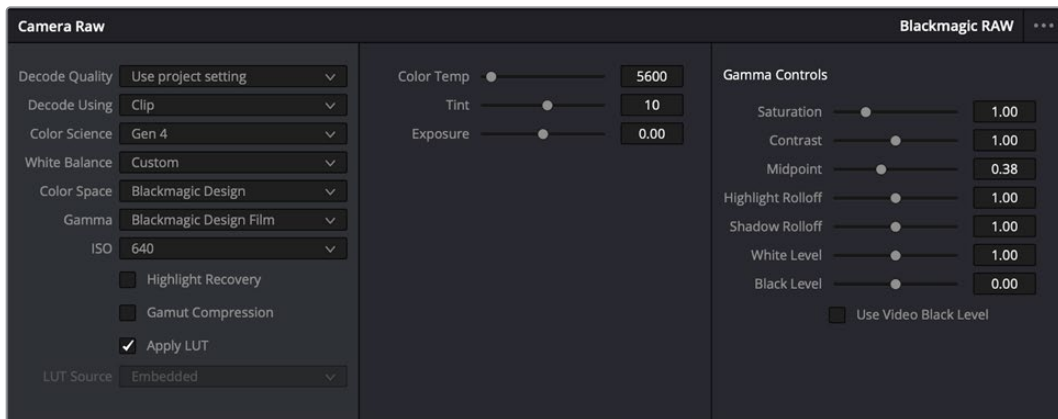 Camera Raw
Blackmagic RAW
Decode Quality Use project setting
Decode Using Clip
Color Science Gen 4
White Balance Custom
Color Space Blackmagic Design
Gamma Blackmagic Design Film
ISO 640
Highlight Recovery
Gamut Compression
Apply LUT
LUT Source Embedded
Color Temp 5600
Tint 10
Exposure 0.00
Gamma Controls
Saturation 1.00
Contrast 1.00
Midpoint 0.38
Highlight Rolloff 1.00
Shadow Rolloff 1.00
White Level 1.00
Black Level 0.00
Use Video Black Level